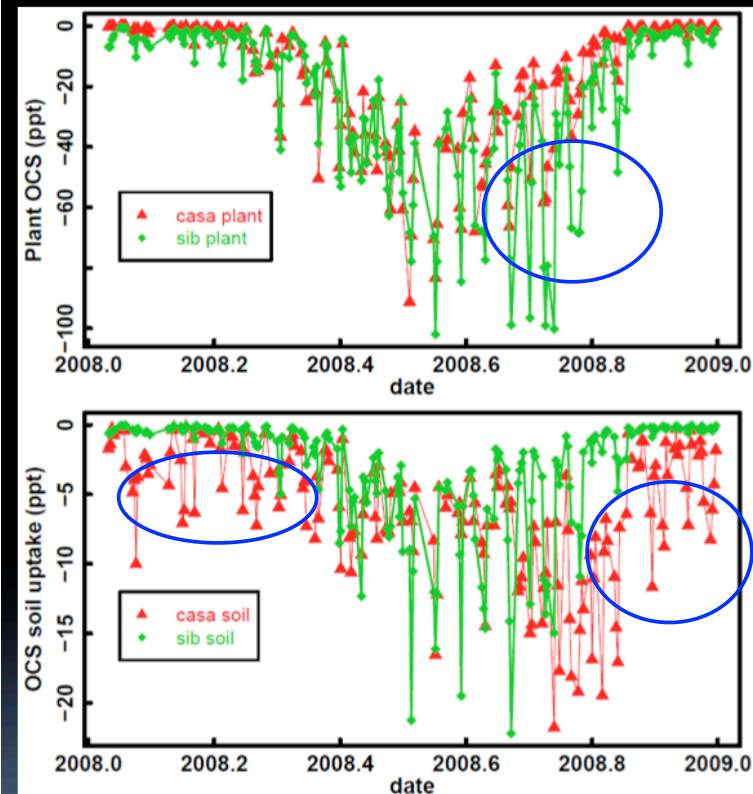 Plant OCS (ppt)
0
−20
−40
−60
−100
casa plant
sib plant
2008.0 2008.2 2008.4 2008.6 2008.8 2009.0
date
OCS soil uptake (ppt)
0
−5
−10
−15
−20
casa soil
sib soil
2008.0 2008.2 2008.4 2008.6 2008.8 2009.0
date